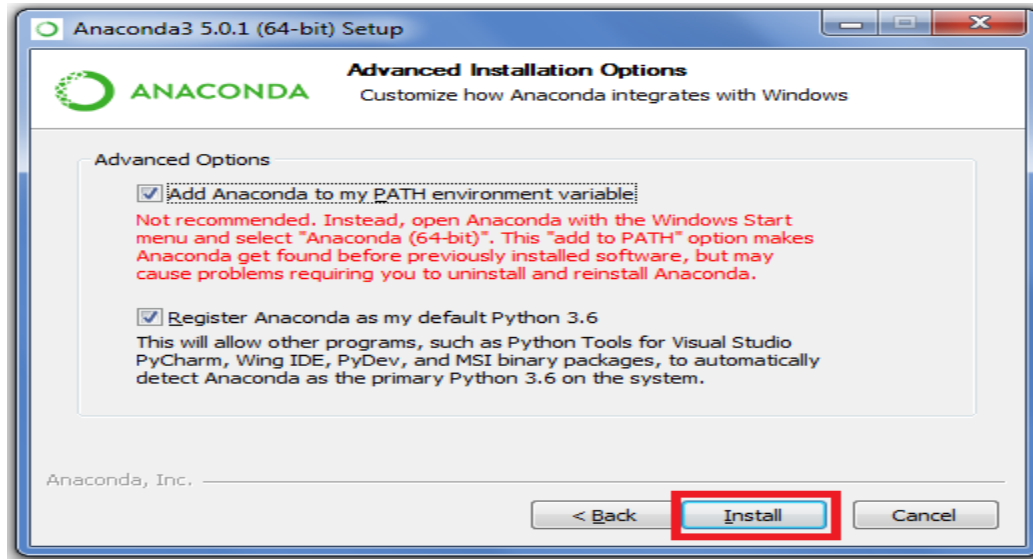 Anaconda3 5.0.1 (64-bit) Setup
ANACONDA
Advanced Installation Options
Customize how Anaconda integrates with Windows
Advanced Options
Add Anaconda to my PATH environment variable
Not recommended. Instead, open Anaconda with the Windows Start
menu and select "Anaconda (64-bit)". This "add to PATH" option makes
Anaconda get found before previously installed software, but may
cause problems requiring you to uninstall and reinstall Anaconda.
Register Anaconda as my default Python 3.6
This will allow other programs, such as Python Tools for Visual Studio
PyCharm, Wing IDE, PyDev, and MSI binary packages, to automatically
detect Anaconda as the primary Python 3.6 on the system.
Anaconda, Inc.
< Back Install Cancel